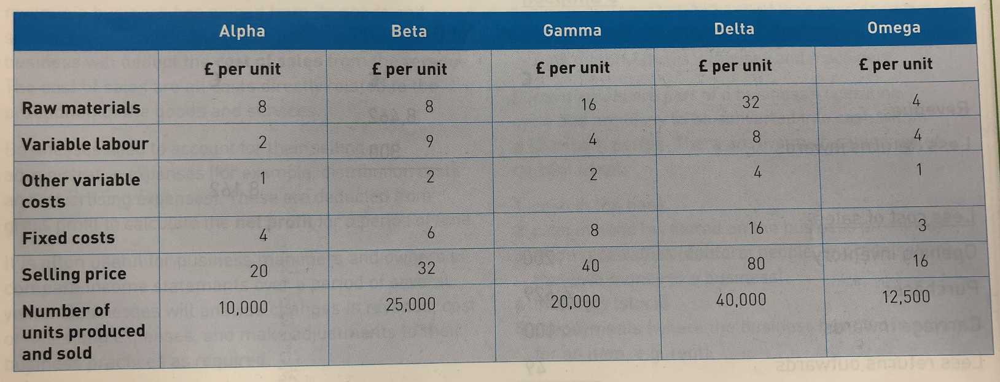 Alpha Beta Gamma Delta Omega
£ per unit £ per unit £ per unit £ per unit £ per unit
Raw materials 8 8 16 32 4
Variable labour 2 9 4 8 4
Other variable 1 2 2 4 1
costs
Fixed costs 4 6 8 16 3
Selling price 20 32 40 80 16
Number of 10,000 25,000 20,000 40,000 12,500
units produced
and sold